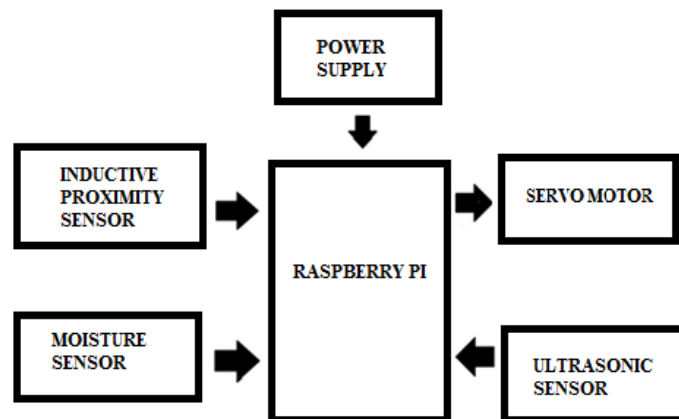 POWER
SUPPLY
INDUCTIVE
PROXIMITY
SENSOR
SERVO MOTOR
RASPBERRY PI
MOISTURE
SENSOR
ULTRASONIC
SENSOR